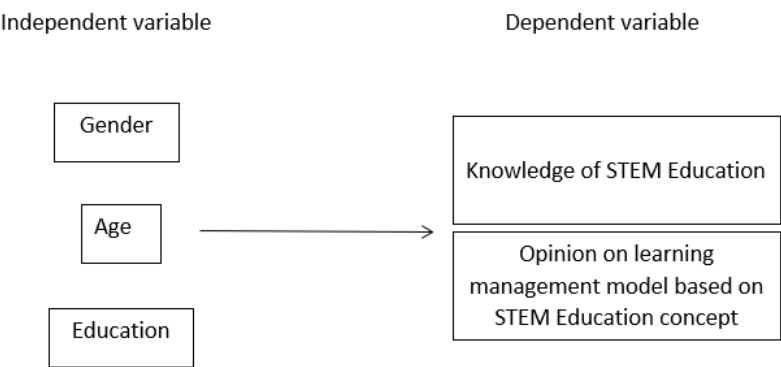 Independent variable
Dependent variable
Gender
Age
Education
Knowledge of STEM Education
Opinion on learning
management model based on
STEM Education concept